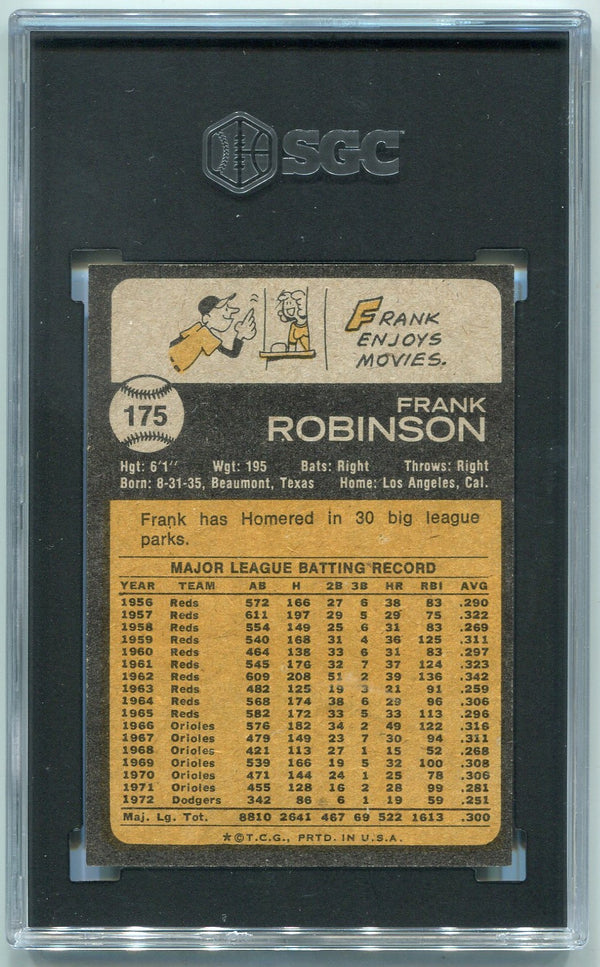 SGC
FRANK
ENJOYS
MOVIES.
175
FRANK
ROBINSON
Hgt: 6'1" Wgt: 195 Bats: Right Throws: Right
Born: 8-31-35, Beaumont, Texas Home: Los Angeles, Cal.
Frank has Homered in 30 big league
parks.
MAJOR LEAGUE BATTING RECORD
YEAR TEAM AB H 2B 3B HR RBI AVG
1956 Reds 572 166 27 6 38 83 .290
1957 Reds 611 197 29 5 29 75 .322
1958 Reds 554 149 25 6 31 83 .269
1959 Reds 540 168 31 4 36 125 .311
1960 Reds 464 138 33 6 31 83 .297
1961 Reds 545 176 32 7 37 124 .323
1962 Reds 609 208 51 2 39 136 .342
1963 Reds 482 125 19 3 21 91 .259
1964 Reds 568 174 38 6 29 96 .306
1965 Reds 582 172 33 5 33 113 .296
1966 Orioles 576 182 34 2 49 122 .316
1967 Orioles 479 149 23 7 30 94 .311
1968 Orioles 421 113 27 1 15 52 .268
1969 Orioles 539 166 19 5 32 100 .308
1970 Orioles 471 144 24 1 25 78 .306
1971 Orioles 455 128 16 2 28 99 .281
1972 Dodgers 342 86 6 1 19 59 .251
Maj. Lg. Tot. 8810 2641 467 69 522 1613 .300
*©T.C.G., PRTD. IN U.S.A.